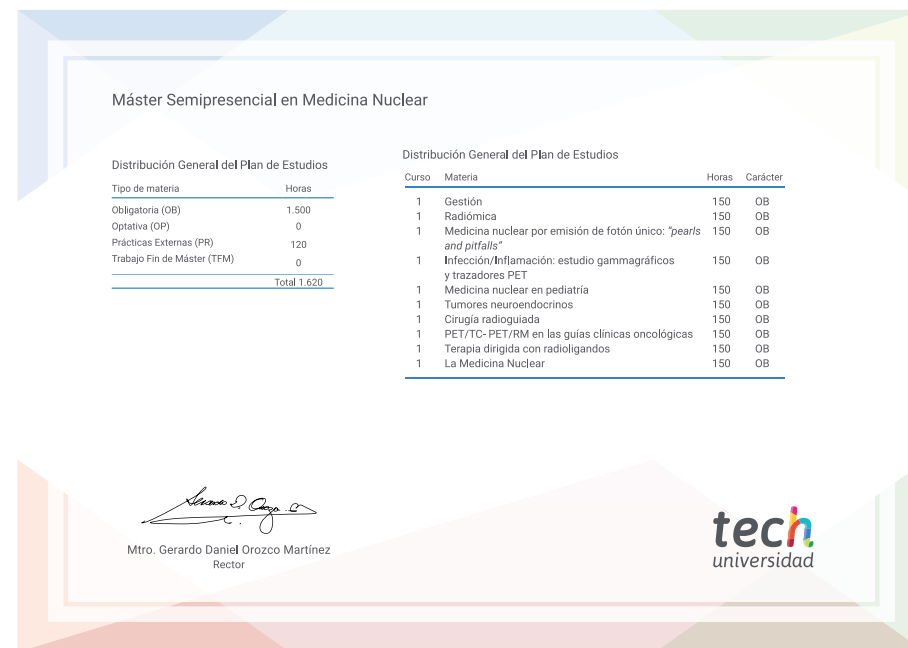 Máster Semipresencial en Medicina Nuclear
Distribución General del Plan de Estudios
Tipo de materia Horas
Obligatoria (OB) 1.500
Optativa (OP) 0
Prácticas Externas (PR) 120
Trabajo Fin de Máster (TFM) 0
Total 1.620
Distribución General del Plan de Estudios
Curso Materia Horas Carácter
1 Gestión 150 OB
1 Radiómica 150 OB
1 Medicina nuclear por emisión de fotón único: "pearls 150 OB
and pitfalls"
1 Infección/Inflamación: estudio gammagráficos 150 OB
y trazadores PET
1 Medicina nuclear en pediatría 150 OB
1 Tumores neuroendocrinos 150 OB
1 Cirugía radioguiada 150 OB
1 PET/TC- PET/RM en las guías clínicas oncológicas 150 OB
1 Terapia dirigida con radioligandos 150 OB
1 La Medicina Nuclear 150 OB
Mtro. Gerardo Daniel Orozco Martínez
Rector
tech
universidad